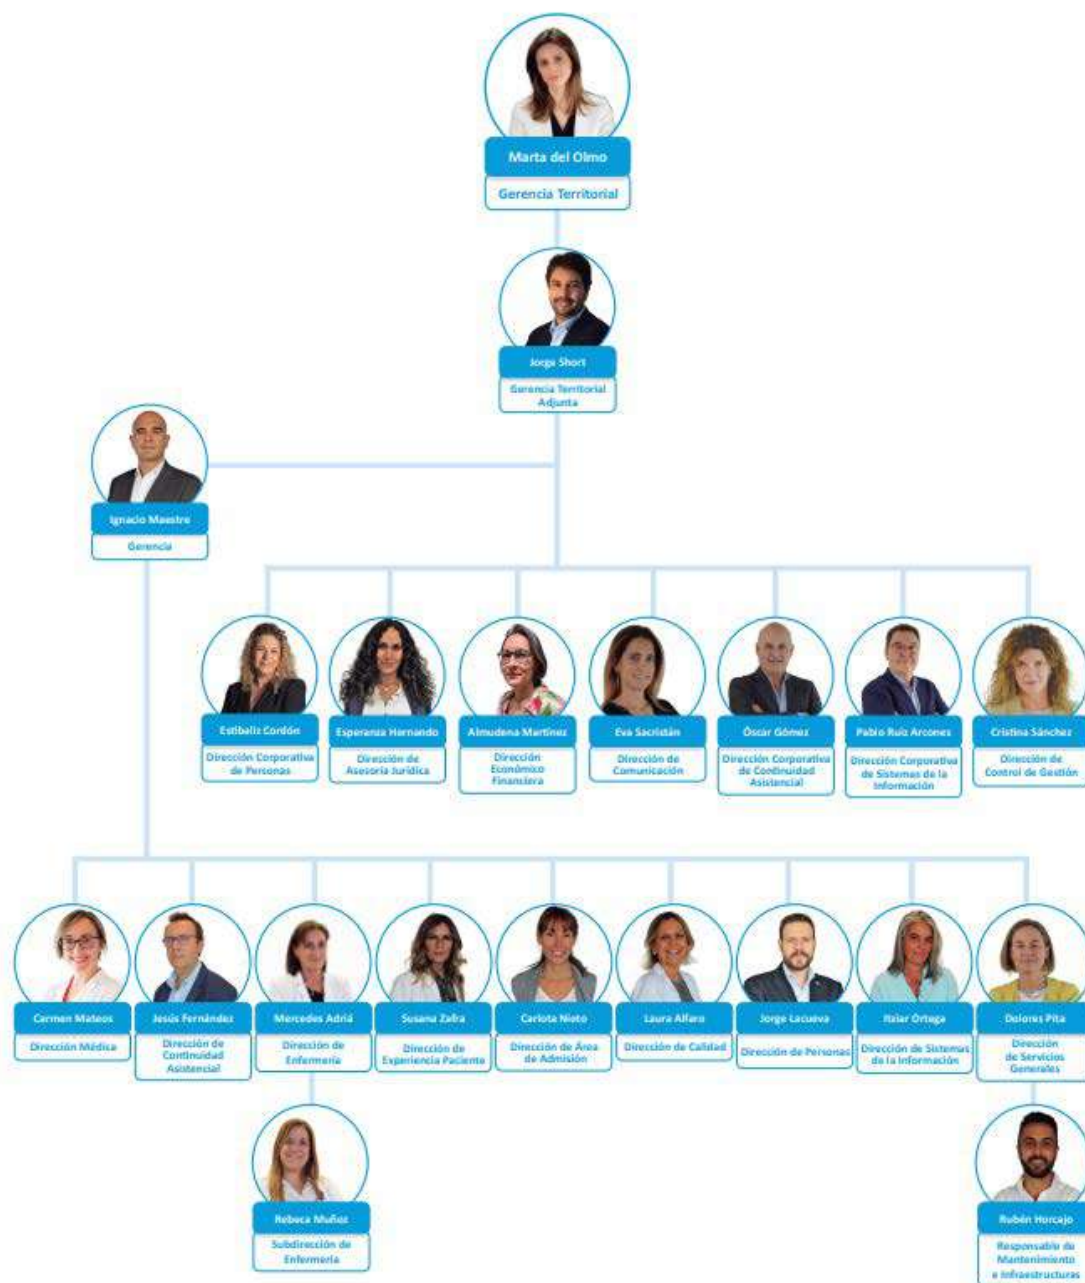 Marta del Olmo
Gerencia Territorial
Jorge Short
Gerencia Territorial
Adjunta
Ignacio Maestro
Gerencia
Estíbaliz Cordón
Dirección Corporativa
de Personas
Esperanza Hernando
Dirección de
Asesoría Jurídica
Almudena Martínez
Dirección
Económico
Financiera
Eva Sacristán
Dirección de
Comunicación
Óscar Gómez
Dirección Corporativa
de Continuidad
Asistencial
Pablo Ruiz Arcones
Dirección Corporativa
de Sistemas de la
Información
Cristina Sánchez
Dirección de
Control de Gestión
Carmen Mateos
Dirección Médica
Jesús Fernández
Dirección de
Continuidad
Asistencial
Mercedes Adriá
Dirección de
Enfermería
Susana Zafra
Dirección de
Experiencia Paciente
Carlota Nieto
Dirección de Área
de Admisión
Laura Alfaro
Dirección de Calidad
Jorge Lacueva
Dirección de Personas
Itziar Ortega
Dirección de Sistemas
de la Información
Dolores Pita
Dirección
de Servicios
Generales
Rebeca Muñoz
Subdirección de
Enfermería
Rubén Horcajo
Responsable de
Mantenimiento
e Infraestructuras